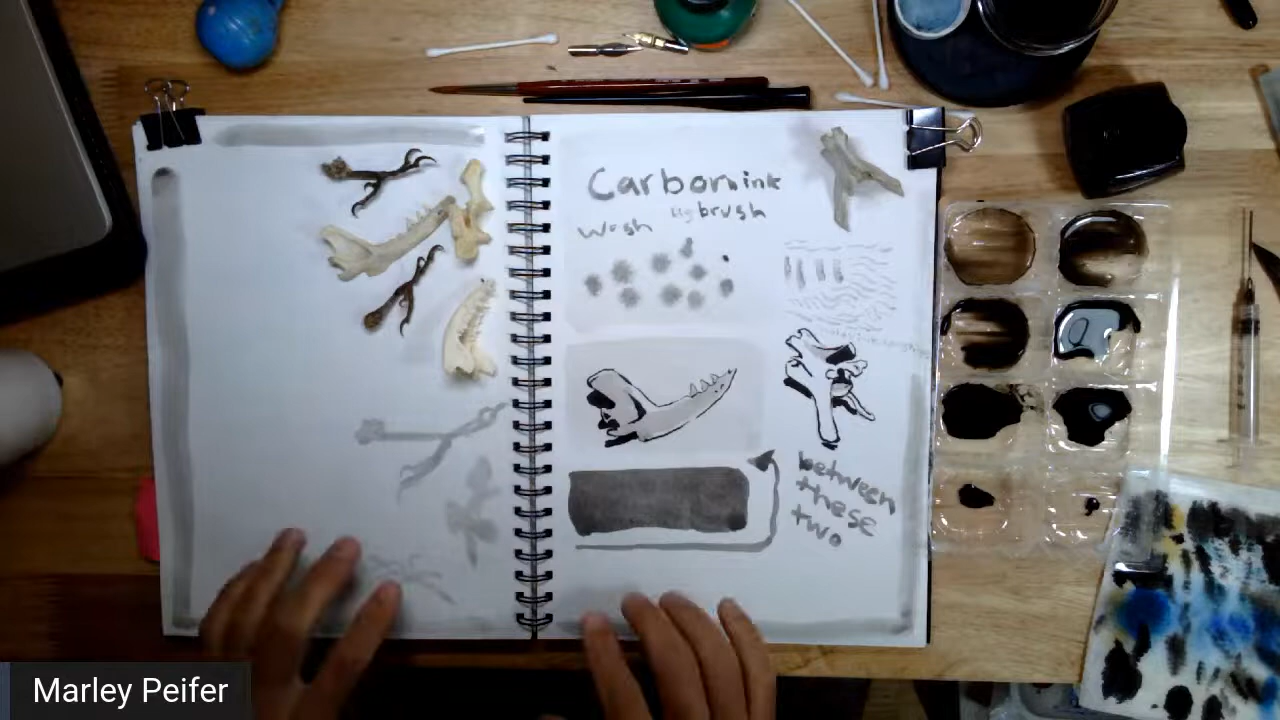 Carbon ink
wash
brush
between
these
two
Marley Peifer